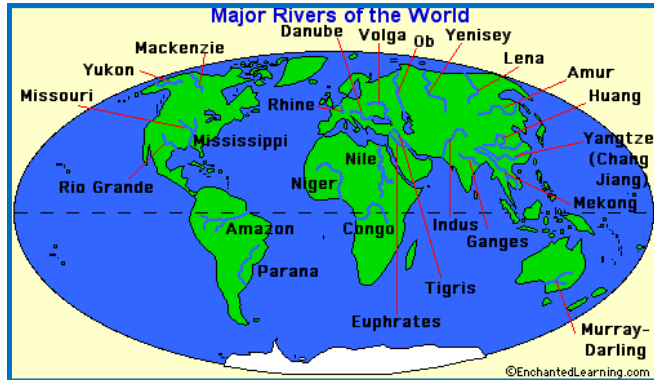 Major Rivers of the World
Danube
Volga
Ob
Yenisey
Mackenzie
Lena
Yukon
Amur
Missouri
Rhine
Huang
Mississippi
Yangtze
(Chang
Jiang)
Nile
Rio Grande
Niger
Mekong
Amazon
Congo
Indus
Ganges
Parana
Tigris
Euphrates
Murray-
Darling
©EnchantedLearning.com